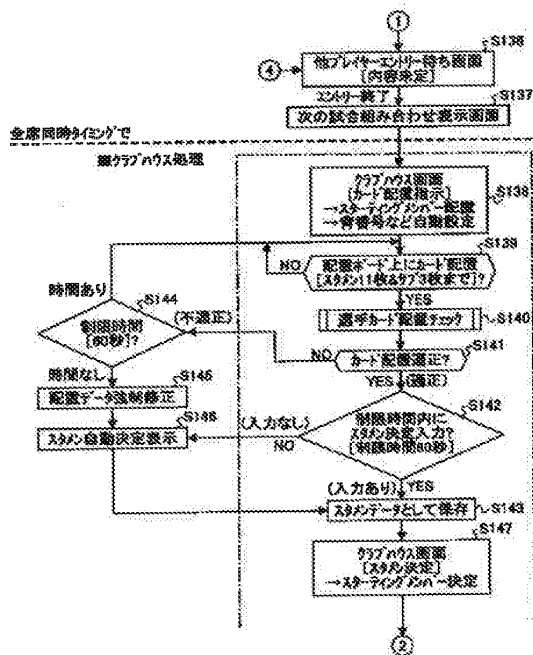 ①
S136
④
他プレイヤーエントリー待ち画面
[内容未定]
エントリー終了
S137
次の試合組み合わせ表示画面
全席同時タイミングで
■クラブハウス処理
クラブハウス画面
[カード配置指示]
→スターティングメンバー配置
→背番号など自動設定
S138
S139
配置ボード上にカード配置
[スタメン11枚&サブ3枚まで]?
NO
YES
時間あり
S144
制限時間
[60秒]?
(不適正)
選手カード配置チェック
S140
S141
NO
カード配置適正?
YES
(適正)
時間なし
S145
配置データ強制修正
S146
スタメン自動決定表示
(入力なし)
NO
S142
制限時間内に
スタメン決定入力?
[制限時間60秒]
(入力あり)
YES
スタメンデータとして保存
S143
S147
クラブハウス画面
[スタメン決定]
→スターティングメンバー決定
②